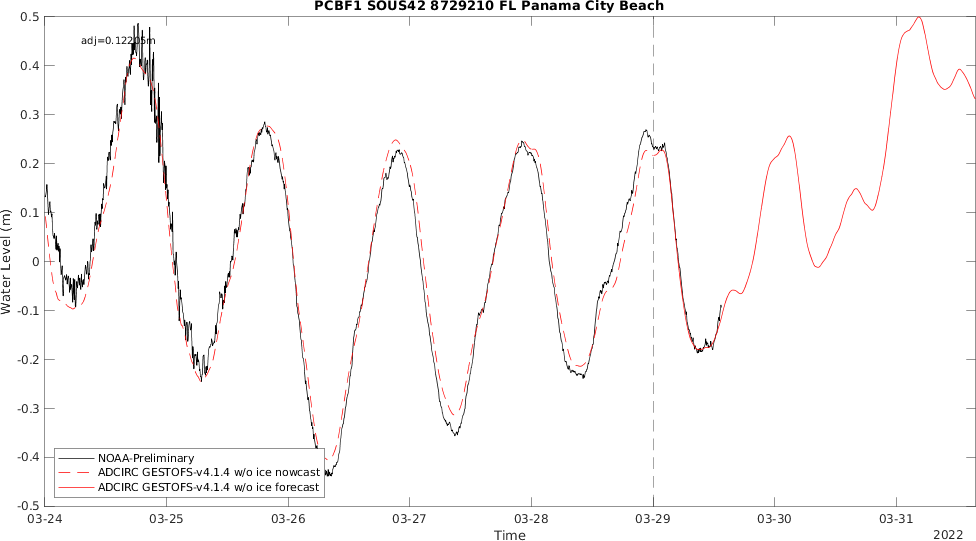 PCBF1 SOUS42 8729210 FL Panama City Beach
adj=0.12205m
0.5
0.4
0.3
0.2
0.1
0
-0.1
-0.2
-0.3
-0.4
-0.5
Water Level (m)
NOAA-Preliminary
ADCIRC GESTOFS-v4.1.4 w/o ice nowcast
ADCIRC GESTOFS-v4.1.4 w/o ice forecast
03-24 03-25 03-26 03-27 03-28 03-29 03-30 03-31
Time
2022